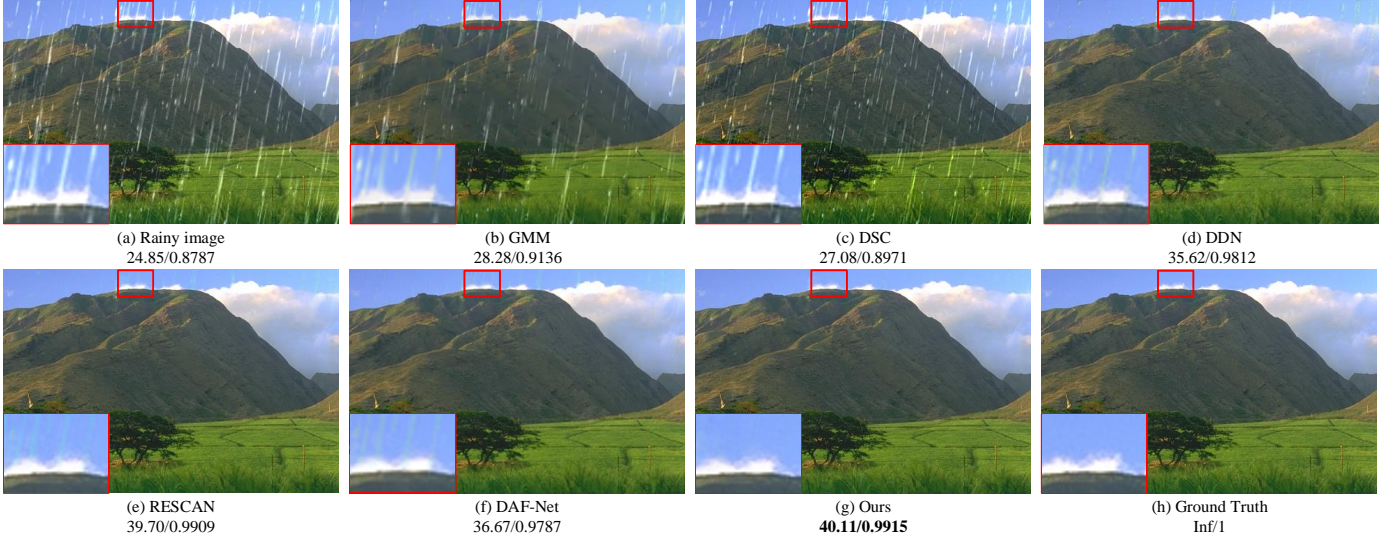 (a) Rainy image
24.85/0.8787
(b) GMM
28.28/0.9136
(c) DSC
27.08/0.8971
(d) DDN
35.62/0.9812
(e) RESCAN
39.70/0.9909
(f) DAF-Net
36.67/0.9787
(g) Ours
40.11/0.9915
(h) Ground Truth
Inf/1